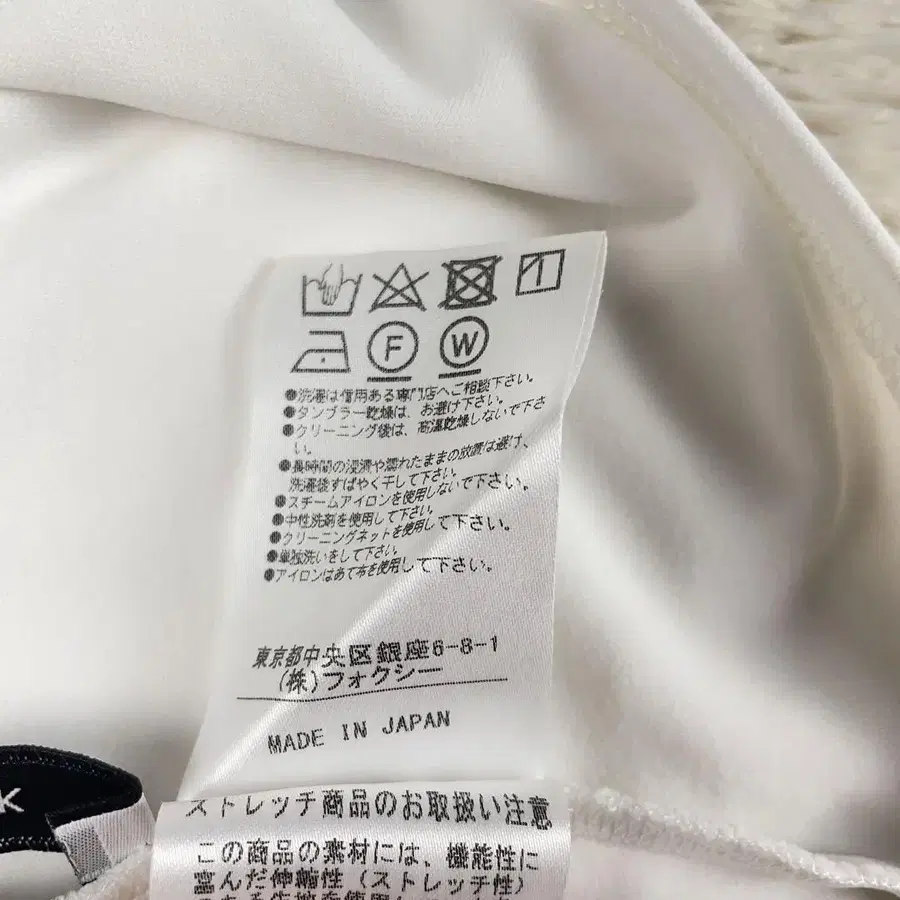 F W
●洗濯は信用ある専門店へご相談下さい。
●タンブラー乾燥は、お避け下さい。
●クリーニング後は、高温乾燥しないで下さ
い。
●長時間の浸漬や濡れたままの放置は避け、
洗濯後すばやく干して下さい。
●スチームアイロンを使用しないで下さい。
●中性洗剤を使用して下さい。
●クリーニングネットを使用して下さい。
●単独洗いをして下さい。
●アイロンはあて布を使用して下さい。
東京都中央区銀座6-8-1
(株)フォクシー
MADE IN JAPAN
K
ストレッチ商品のお取扱い注意
この商品の素材には、機能性に
富んだ伸縮性(ストレッチ性)